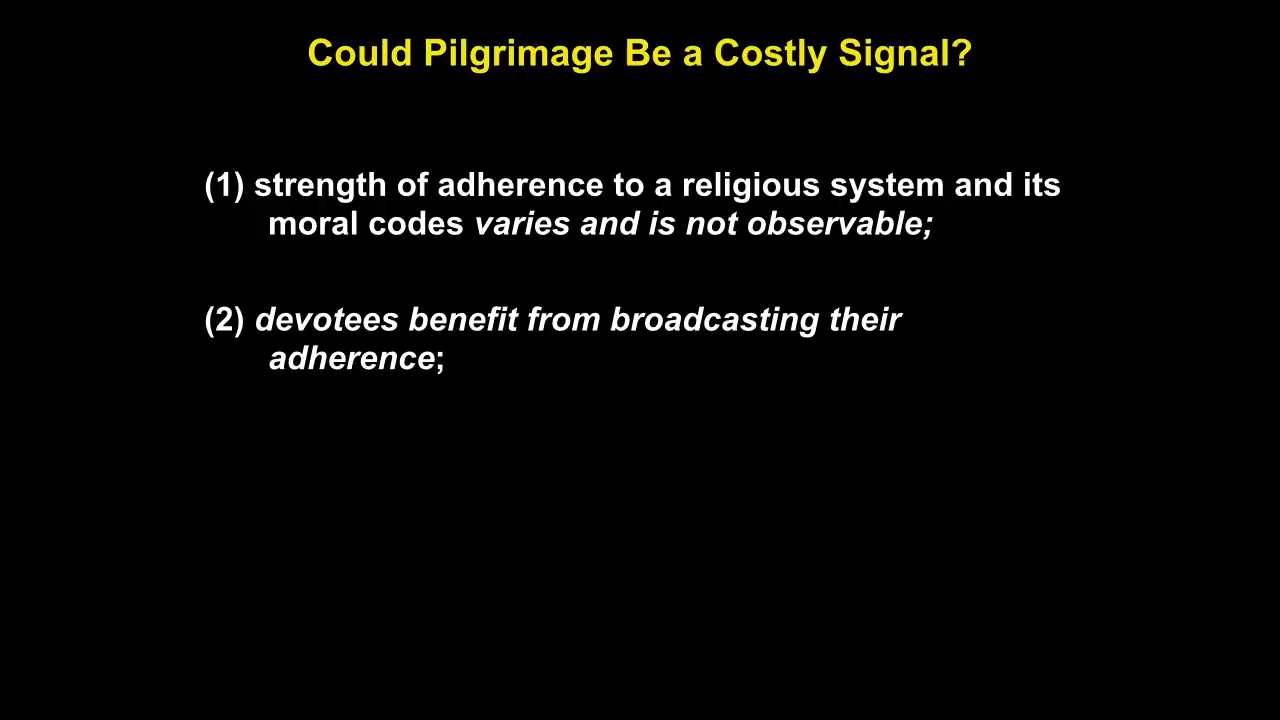 Could Pilgrimage Be a Costly Signal?
(1) strength of adherence to a religious system and its
moral codes varies and is not observable;
(2) devotees benefit from broadcasting their
adherence;